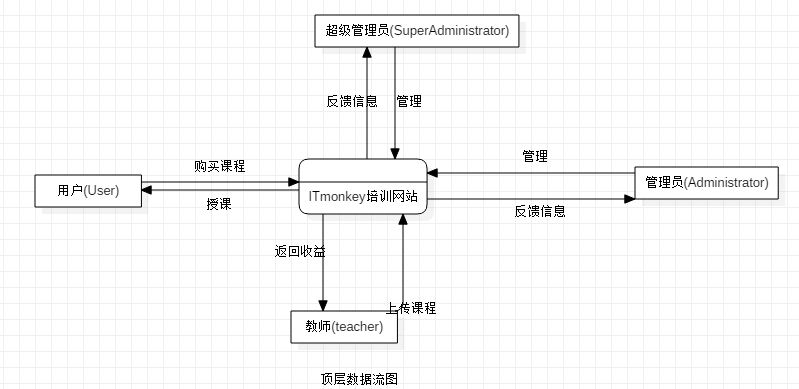 超级管理员(SuperAdministrator)
反馈信息
管理
购买课程
管理
用户(User)
管理员(Administrator)
ITmonkey培训网站
授课
反馈信息
返回收益
上传课程
教师(teacher)
顶层数据流图